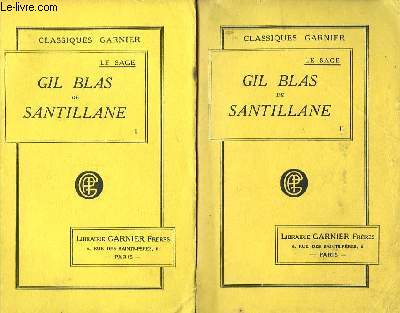 Le-livre.fr
CLASSIQUES GARNIER
LE SAGE
GIL BLAS
DE
SANTILLANE
I
LIBRAIRIE GARNIER FRÈRES
6, RUE DES SAINTS-PÈRES, 6
PARIS
CLASSIQUES GARNIER
LE SAGE
GIL BLAS
DE
SANTILLANE
LIBRAIRIE GARNIER FRÈRES
6, RUE DES SAINTS-PÈRES, 6
— PARIS —